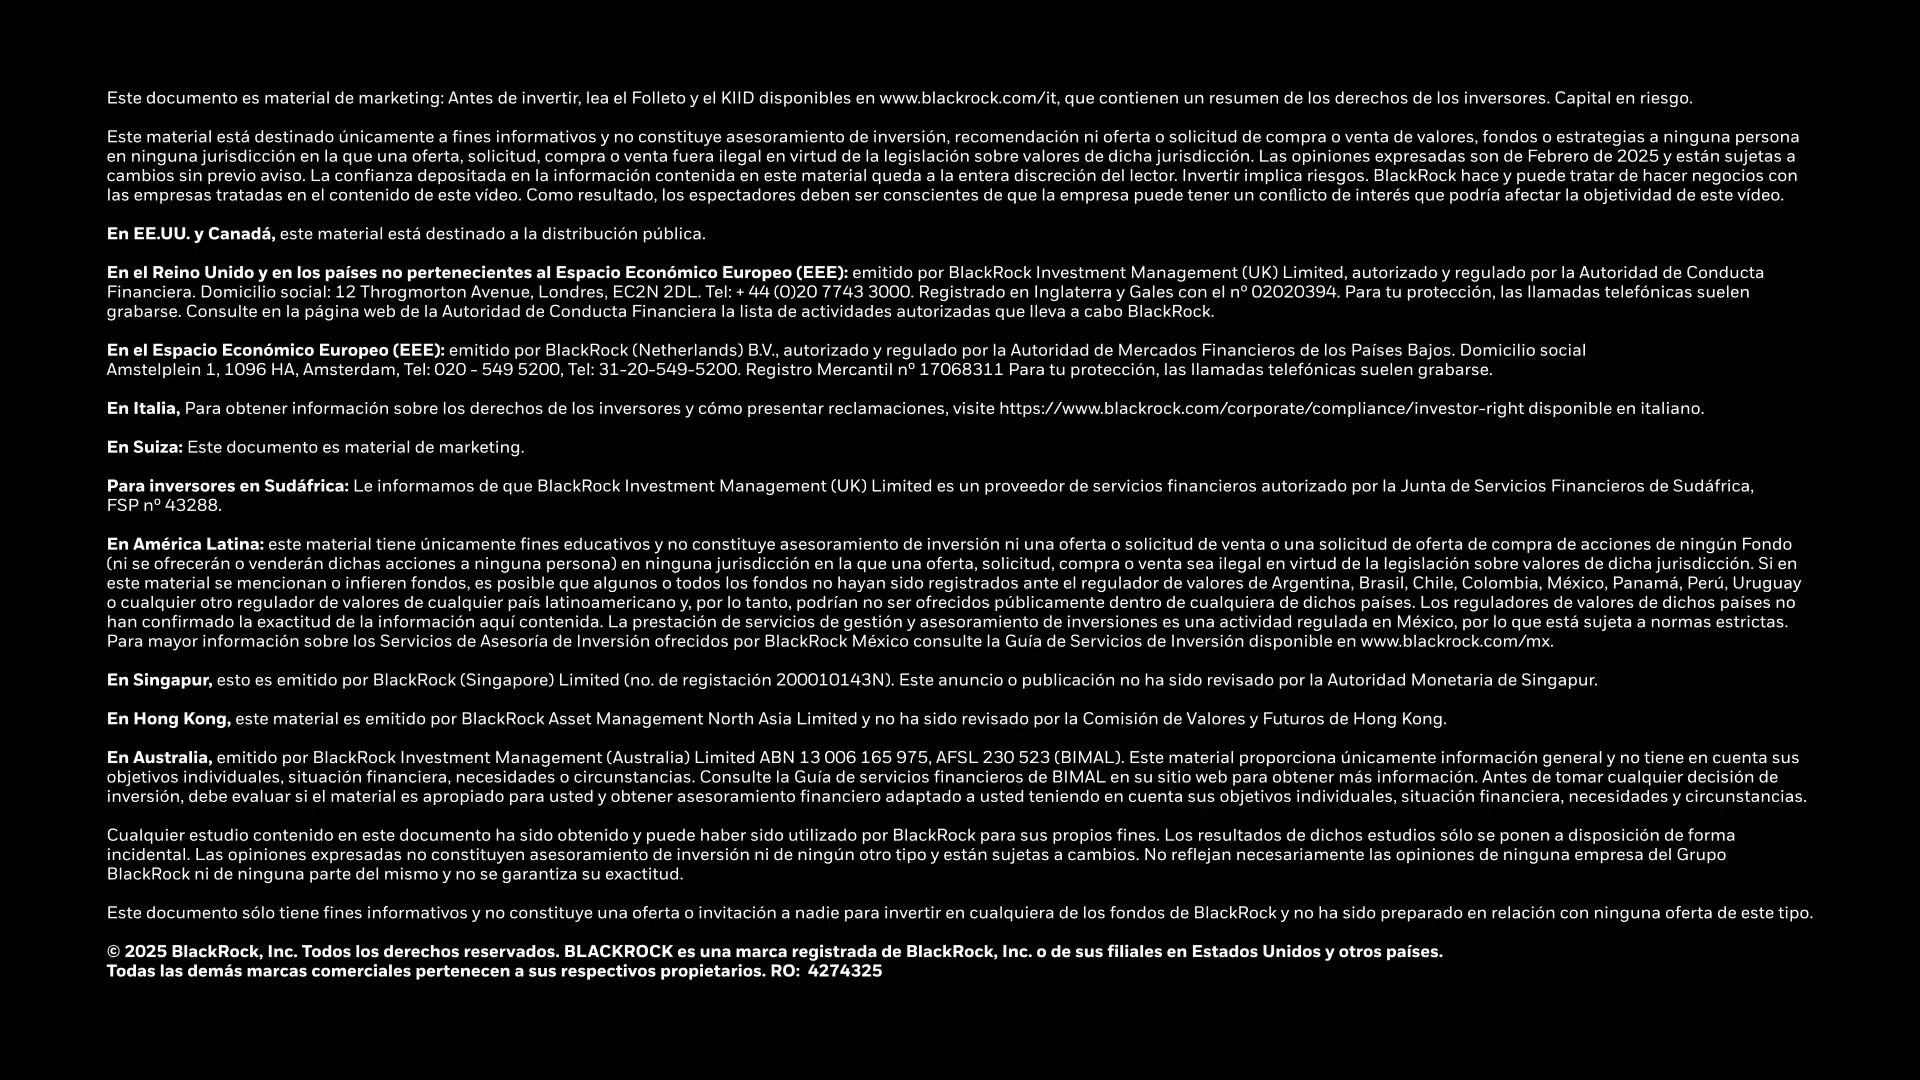 Este documento es material de marketing: Antes de invertir, lea el Folleto y el KIID disponibles en www.blackrock.com/it, que contienen un resumen de los derechos de los inversores. Capital en riesgo.
Este material está destinado únicamente a fines informativos y no constituye asesoramiento de inversión, recomendación ni oferta o solicitud de compra o venta de valores, fondos o estrategias a ninguna persona
en ninguna jurisdicción en la que una oferta, solicitud, compra o venta fuera ilegal en virtud de la legislación sobre valores de dicha jurisdicción. Las opiniones expresadas son de Febrero de 2025 y están sujetas a
cambios sin previo aviso. La confianza depositada en la información contenida en este material queda a la entera discreción del lector. Invertir implica riesgos. BlackRock hace y puede tratar de hacer negocios con
las empresas tratadas en el contenido de este vídeo. Como resultado, los espectadores deben ser conscientes de que la empresa puede tener un conflicto de interés que podría afectar la objetividad de este vídeo.
En EE.UU. y Canadá, este material está destinado a la distribución pública.
En el Reino Unido y en los países no pertenecientes al Espacio Económico Europeo (EEE): emitido por BlackRock Investment Management (UK) Limited, autorizado y regulado por la Autoridad de Conducta
Financiera. Domicilio social: 12 Throgmorton Avenue, Londres, EC2N 2DL. Tel: + 44 (0)20 7743 3000. Registrado en Inglaterra y Gales con el nº 02020394. Para tu protección, las llamadas telefónicas suelen
grabarse. Consulte en la página web de la Autoridad de Conducta Financiera la lista de actividades autorizadas que lleva a cabo BlackRock.
En el Espacio Económico Europeo (EEE): emitido por BlackRock (Netherlands) B.V., autorizado y regulado por la Autoridad de Mercados Financieros de los Países Bajos. Domicilio social
Amstelplein 1, 1096 HA, Amsterdam, Tel: 020 - 549 5200, Tel: 31-20-549-5200. Registro Mercantil nº 17068311 Para tu protección, las llamadas telefónicas suelen grabarse.
En Italia, Para obtener información sobre los derechos de los inversores y cómo presentar reclamaciones, visite https://www.blackrock.com/corporate/compliance/investor-right disponible en italiano.
En Suiza: Este documento es material de marketing.
Para inversores en Sudáfrica: Le informamos de que BlackRock Investment Management (UK) Limited es un proveedor de servicios financieros autorizado por la Junta de Servicios Financieros de Sudáfrica,
FSP nº 43288.
En América Latina: este material tiene únicamente fines educativos y no constituye asesoramiento de inversión ni una oferta o solicitud de venta o una solicitud de oferta de compra de acciones de ningún Fondo
(ni se ofrecerán o venderán dichas acciones a ninguna persona) en ninguna jurisdicción en la que una oferta, solicitud, compra o venta sea ilegal en virtud de la legislación sobre valores de dicha jurisdicción. Si en
este material se mencionan o infieren fondos, es posible que algunos o todos los fondos no hayan sido registrados ante el regulador de valores de Argentina, Brasil, Chile, Colombia, México, Panamá, Perú, Uruguay
o cualquier otro regulador de valores de cualquier país latinoamericano y, por lo tanto, podrían no ser ofrecidos públicamente dentro de cualquiera de dichos países. Los reguladores de valores de dichos países no
han confirmado la exactitud de la información aquí contenida. La prestación de servicios de gestión y asesoramiento de inversiones es una actividad regulada en México, por lo que está sujeta a normas estrictas.
Para mayor información sobre los Servicios de Asesoría de Inversión ofrecidos por BlackRock México consulte la Guía de Servicios de Inversión disponible en www.blackrock.com/mx.
En Singapur, esto es emitido por BlackRock (Singapore) Limited (no. de registación 200010143N). Este anuncio o publicación no ha sido revisado por la Autoridad Monetaria de Singapur.
En Hong Kong, este material es emitido por BlackRock Asset Management North Asia Limited y no ha sido revisado por la Comisión de Valores y Futuros de Hong Kong.
En Australia, emitido por BlackRock Investment Management (Australia) Limited ABN 13 006 165 975, AFSL 230 523 (BIMAL). Este material proporciona únicamente información general y no tiene en cuenta sus
objetivos individuales, situación financiera, necesidades o circunstancias. Consulte la Guía de servicios financieros de BIMAL en su sitio web para obtener más información. Antes de tomar cualquier decisión de
inversión, debe evaluar si el material es apropiado para usted y obtener asesoramiento financiero adaptado a usted teniendo en cuenta sus objetivos individuales, situación financiera, necesidades y circunstancias.
Cualquier estudio contenido en este documento ha sido obtenido y puede haber sido utilizado por BlackRock para sus propios fines. Los resultados de dichos estudios sólo se ponen a disposición de forma
incidental. Las opiniones expresadas no constituyen asesoramiento de inversión ni de ningún otro tipo y están sujetas a cambios. No reflejan necesariamente las opiniones de ninguna empresa del Grupo
BlackRock ni de ninguna parte del mismo y no se garantiza su exactitud.
Este documento sólo tiene fines informativos y no constituye una oferta o invitación a nadie para invertir en cualquiera de los fondos de BlackRock y no ha sido preparado en relación con ninguna oferta de este tipo.
© 2025 BlackRock, Inc. Todos los derechos reservados. BLACKROCK es una marca registrada de BlackRock, Inc. o de sus filiales en Estados Unidos y otros países.
Todas las demás marcas comerciales pertenecen a sus respectivos propietarios. RO: 4274325